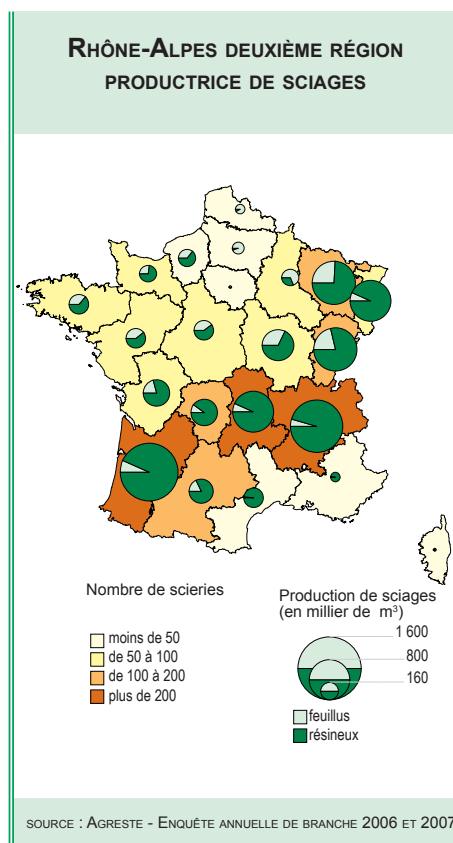 RHÔNE-ALPES DEUXIÈME RÉGION
PRODUCTRICE DE SCIAGES
Nombre de scieries
moins de 50
de 50 à 100
de 100 à 200
plus de 200
Production de sciages
(en millier de m³)
1 600
800
160
feuillus
résineux
SOURCE : AGRESTE - ENQUÊTE ANNUELLE DE BRANCHE 2006 ET 2007